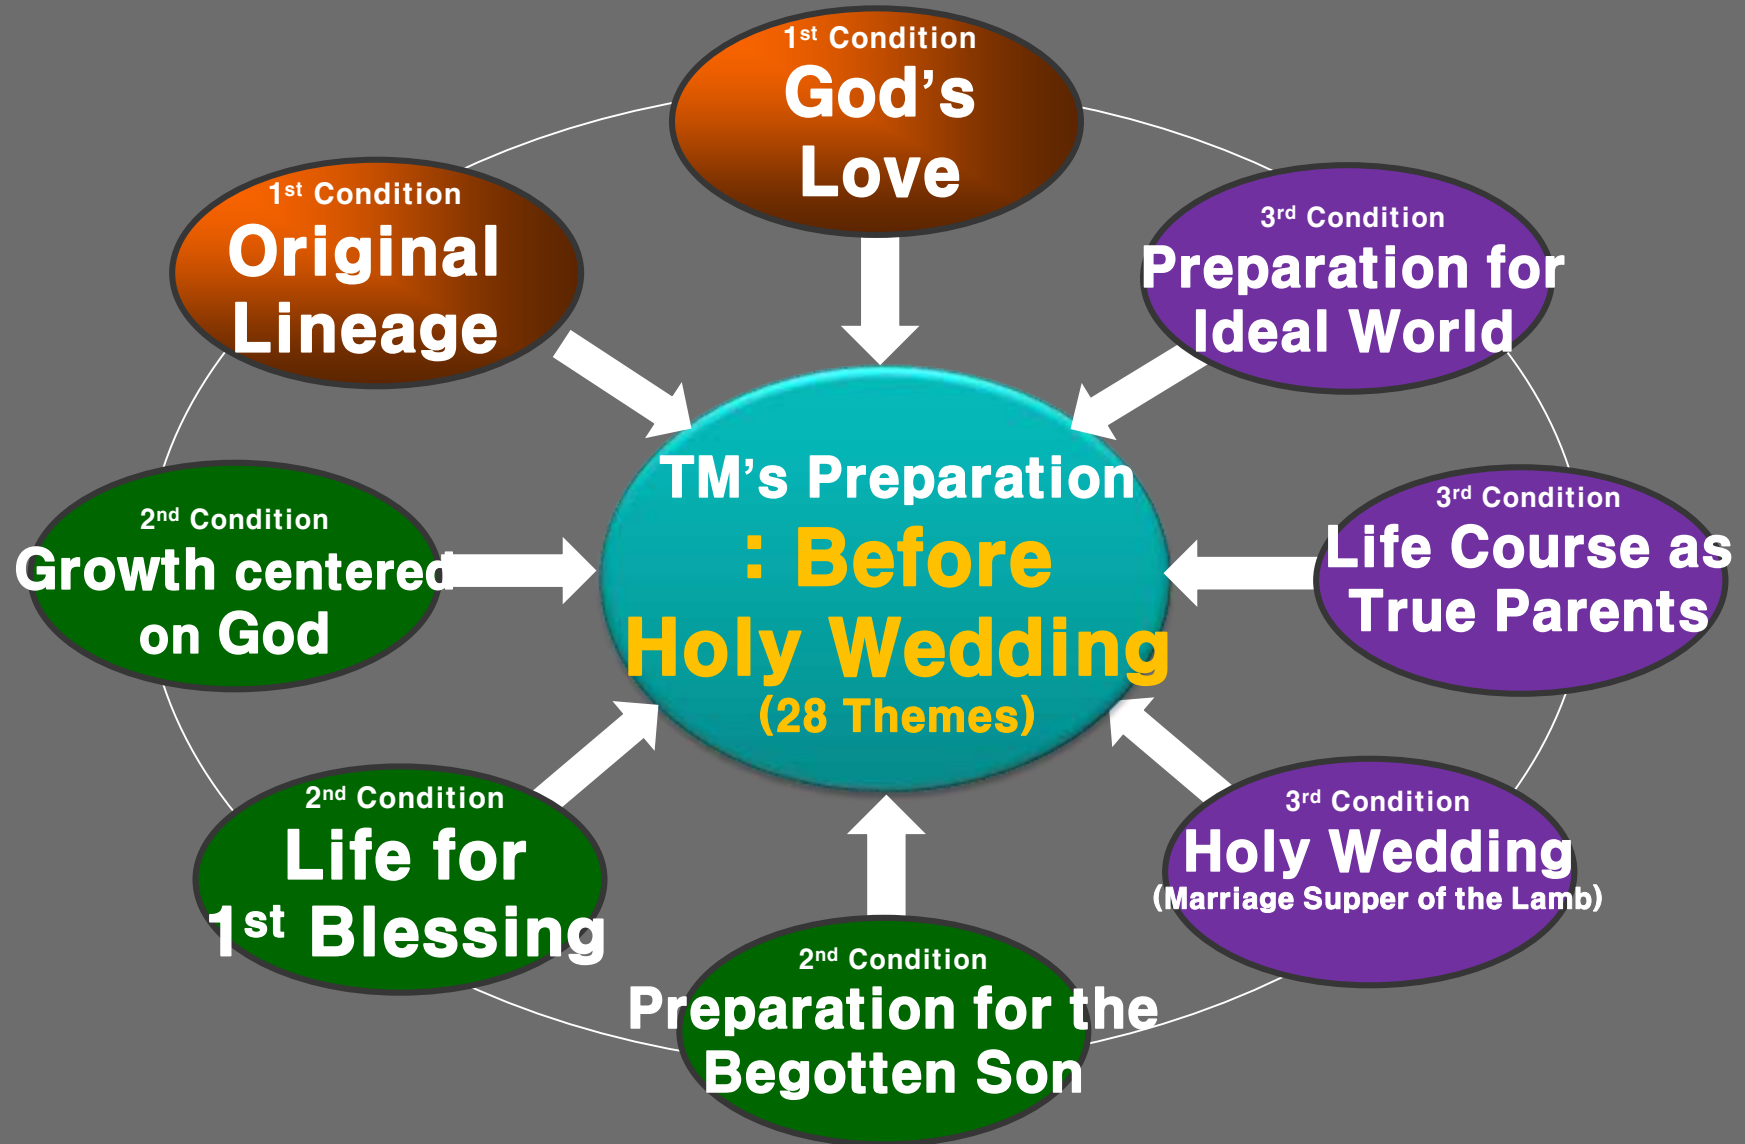 1st Condition
God's
Love
1st Condition
Original
Lineage
3rd Condition
Preparation for
Ideal World
TM's Preparation
: Before
Holy Wedding
(28 Themes)
2nd Condition
Growth centered
on God
3rd Condition
Life Course as
True Parents
2nd Condition
Life for
1st Blessing
3rd Condition
Holy Wedding
(Marriage Supper of the Lamb)
2nd Condition
Preparation for the
Begotten Son